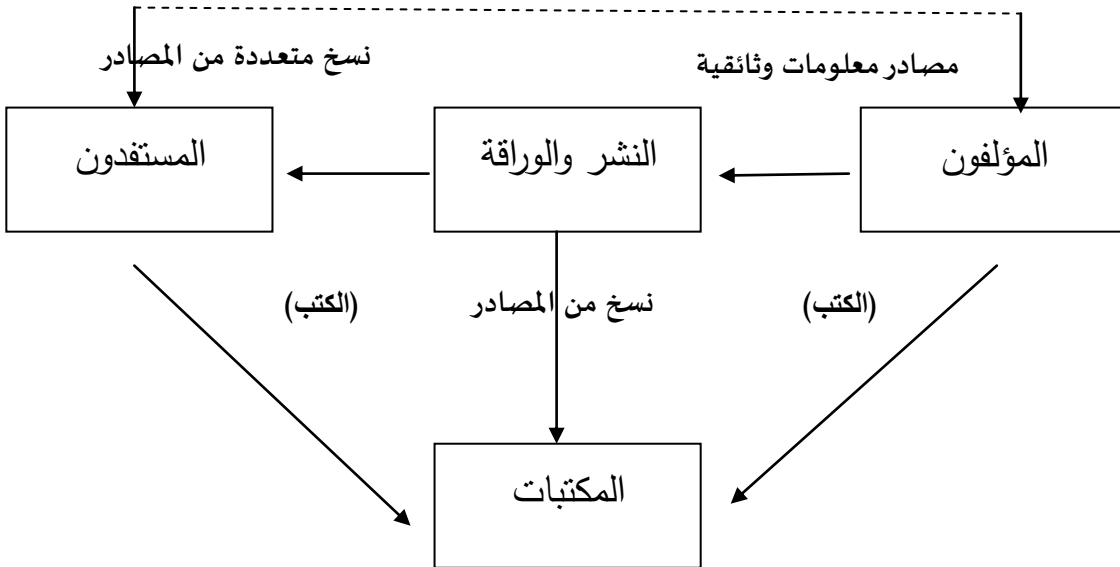 مصادر معلومات وثائقية
نسخ متعددة من المصادر
المؤلفون
النشر والوراقة
المستفدون
(الكتب)
نسخ من المصادر
(الكتب)
المكتبات